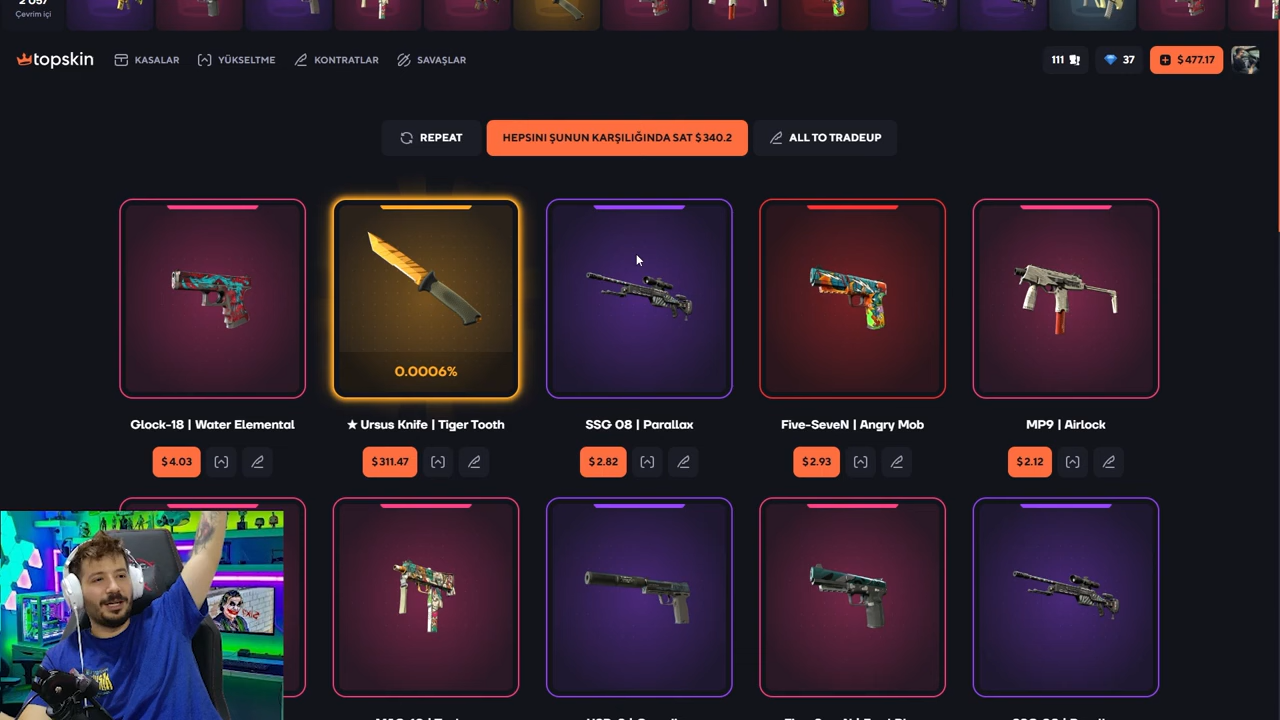 2 057
Çevrim içi
topskin
KASALAR
YÜKSELTME
KONTRATLAR
SAVAŞLAR
111
37
$477.17
REPEAT
HEPSINI ŞUNUN KARŞILIĞINDA SAT $340.2
ALL TO TRADEUP
0.0006%
Glock-18 | Water Elemental
★ Ursus Knife | Tiger Tooth
SSG 08 | Parallax
Five-SeveN | Angry Mob
MP9 | Airlock
$4.03
$311.47
$2.82
$2.93
$2.12